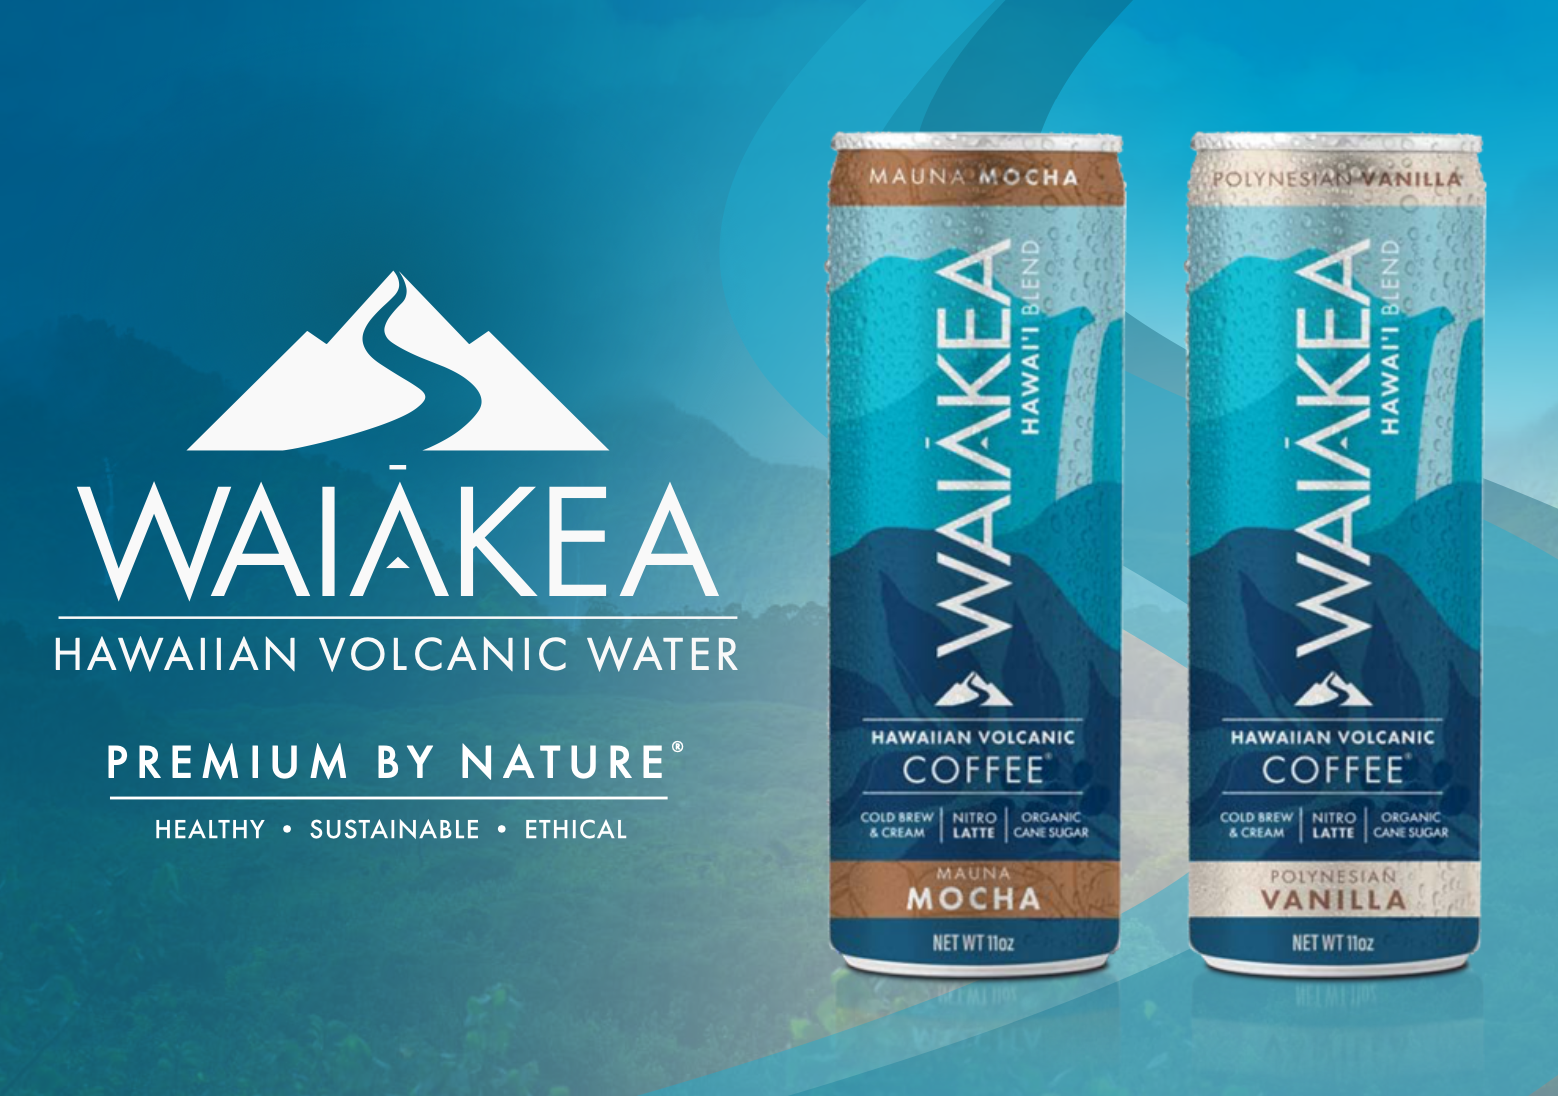 WAIĀKEA
HAWAIIAN VOLCANIC WATER
PREMIUM BY NATURE®
HEALTHY • SUSTAINABLE • ETHICAL
MAUNA MOCHA
WAIĀKEA
HAWAI'I BLEND
HAWAIIAN VOLCANIC
COFFEE®
COLD BREW & CREAM | NITRO LATTE | ORGANIC CANE SUGAR
MAUNA
MOCHA
NET WT 11oz
POLYNESIAN VANILLA
WAIĀKEA
HAWAI'I BLEND
HAWAIIAN VOLCANIC
COFFEE®
COLD BREW & CREAM | NITRO LATTE | ORGANIC CANE SUGAR
POLYNESIAN
VANILLA
NET WT 11oz